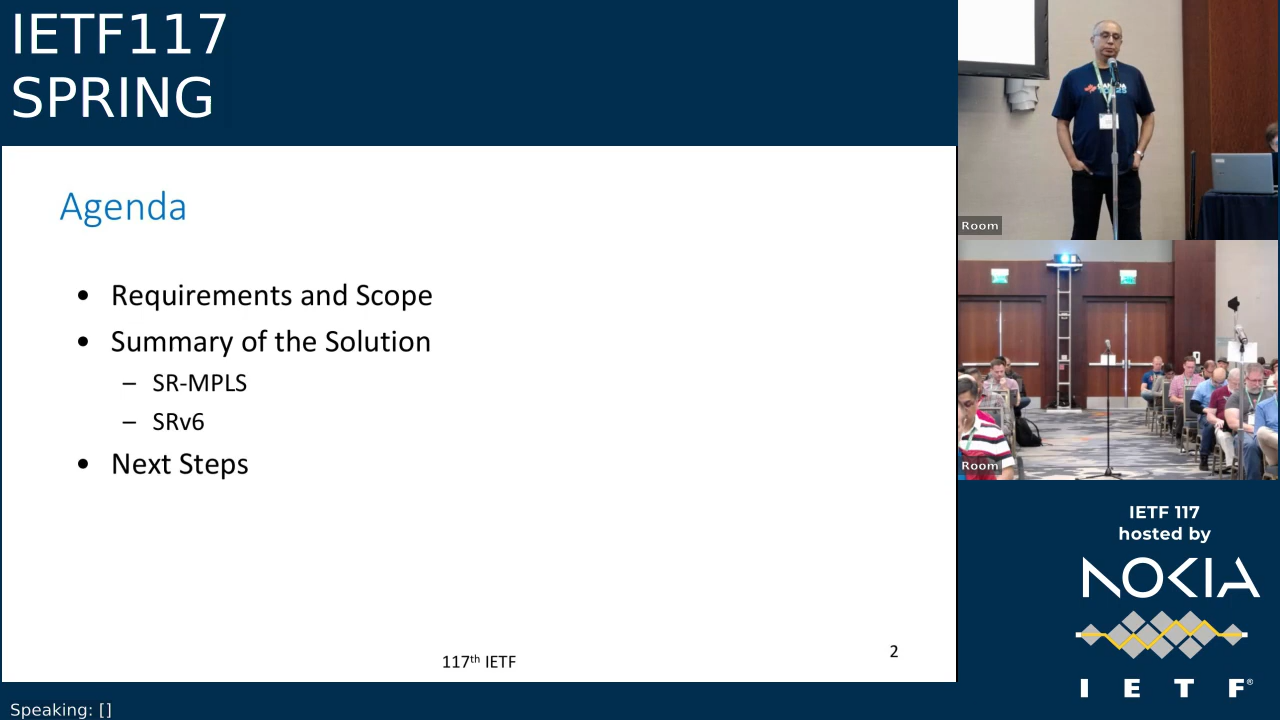 IETF117
SPRING
Agenda
• Requirements and Scope
• Summary of the Solution
– SR-MPLS
– SRv6
• Next Steps
117th IETF
2
Room
Room
IETF 117
hosted by
NOKIA
I E T F®
Speaking: []